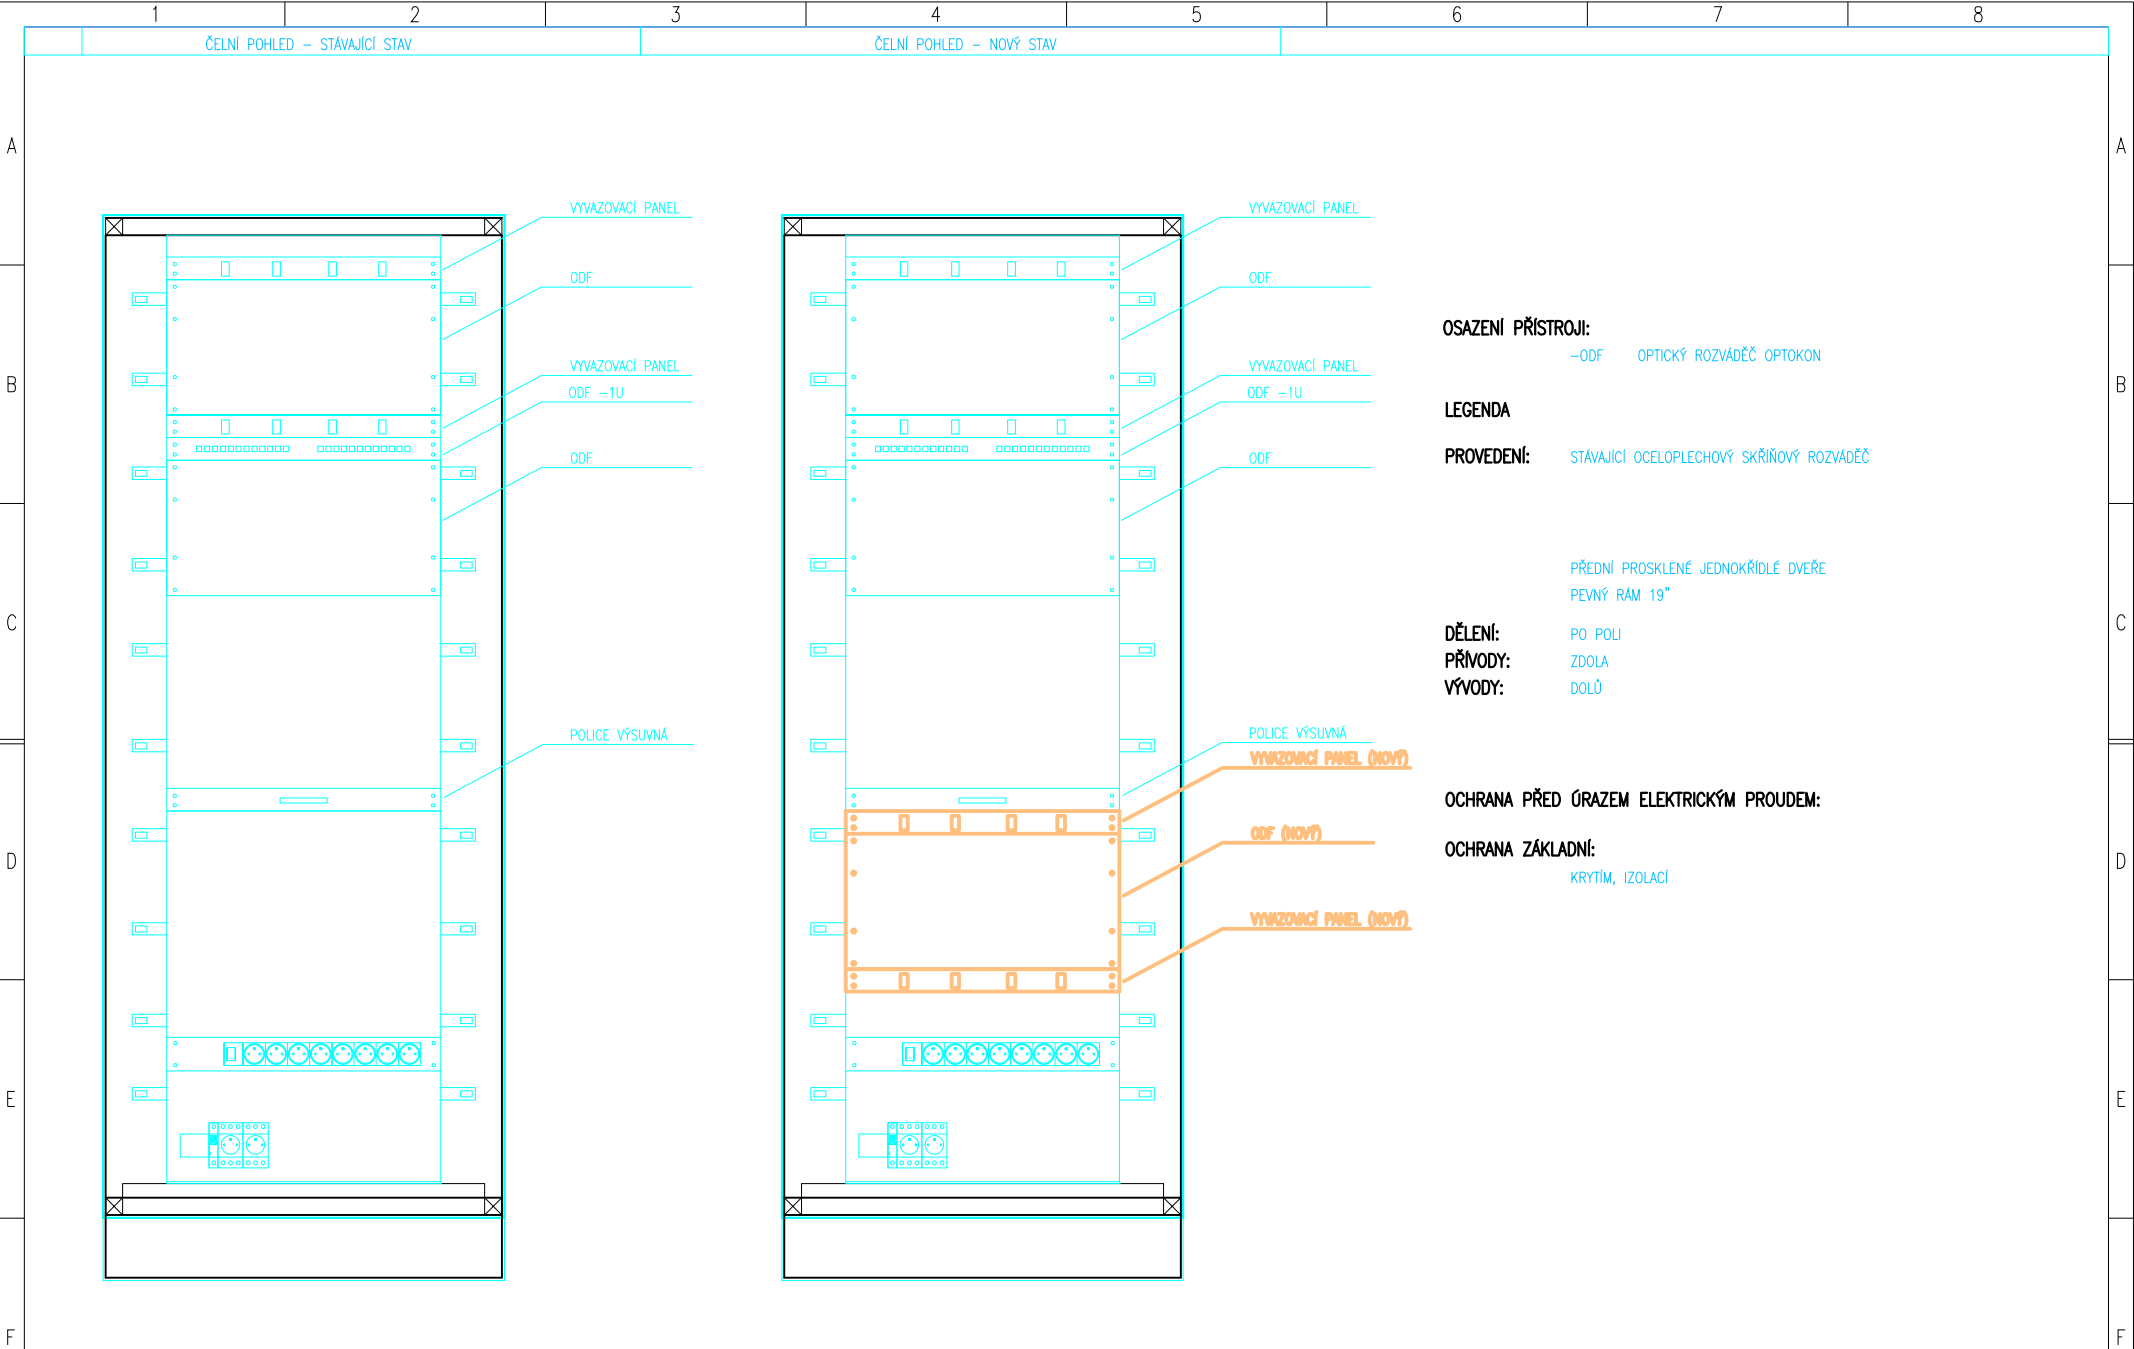 1 2 3 4 5 6 7 8
ČELNÍ POHLED – STÁVAJÍCÍ STAV
ČELNÍ POHLED – NOVÝ STAV
A
A
B
B
C
C
D
D
E
E
F
F
VYVAZOVACÍ PANEL
ODF
VYVAZOVACÍ PANEL
ODF –1U
ODF
POLICE VÝSUVNÁ
VYVAZOVACÍ PANEL
ODF
VYVAZOVACÍ PANEL
ODF –1U
ODF
POLICE VÝSUVNÁ
VYVAZOVACÍ PANEL (NOVÝ)
ODF (NOVÝ)
VYVAZOVACÍ PANEL (NOVÝ)
OSAZENÍ PŘÍSTROJI:
–ODF OPTICKÝ ROZVÁDĚČ OPTOKON
LEGENDA
PROVEDENÍ: STÁVAJÍCÍ OCELOPLECHOVÝ SKŘÍŇOVÝ ROZVÁDĚČ
PŘEDNÍ PROSKLENÉ JEDNOKŘÍDLÉ DVEŘE
PEVNÝ RÁM 19"
DĚLENÍ: PO POLI
PŘÍVODY: ZDOLA
VÝVODY: DOLŮ
OCHRANA PŘED ÚRAZEM ELEKTRICKÝM PROUDEM:
OCHRANA ZÁKLADNÍ:
KRYTÍM, IZOLACÍ